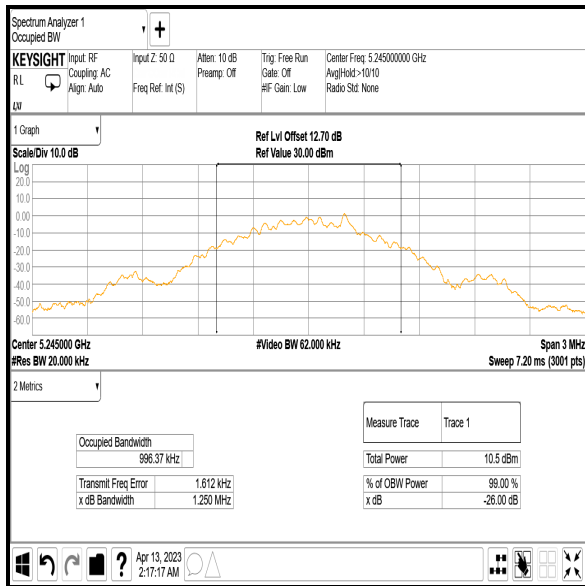 Spectrum Analyzer 1
Occupied BW
+
KEYSIGHT
R L
LXI
Input: RF
Coupling: AC
Align: Auto
Input Z: 50 Ω
Freq Ref: Int (S)
Atten: 10 dB
Preamp: Off
Trig: Free Run
Gate: Off
#IF Gain: Low
Center Freq: 5.245000000 GHz
Avg|Hold:>10/10
Radio Std: None
1 Graph
Scale/Div 10.0 dB
Ref Lvl Offset 12.70 dB
Ref Value 30.00 dBm
Log
20.0
10.0
0.00
-10.0
-20.0
-30.0
-40.0
-50.0
-60.0
Center 5.245000 GHz
#Res BW 20.000 kHz
#Video BW 62.000 kHz
Span 3 MHz
Sweep 7.20 ms (3001 pts)
2 Metrics
Occupied Bandwidth
996.37 kHz
Transmit Freq Error 1.612 kHz
x dB Bandwidth 1.250 MHz
Measure Trace Trace 1
Total Power 10.5 dBm
% of OBW Power 99.00 %
x dB -26.00 dB
?
Apr 13, 2023
2:17:17 AM